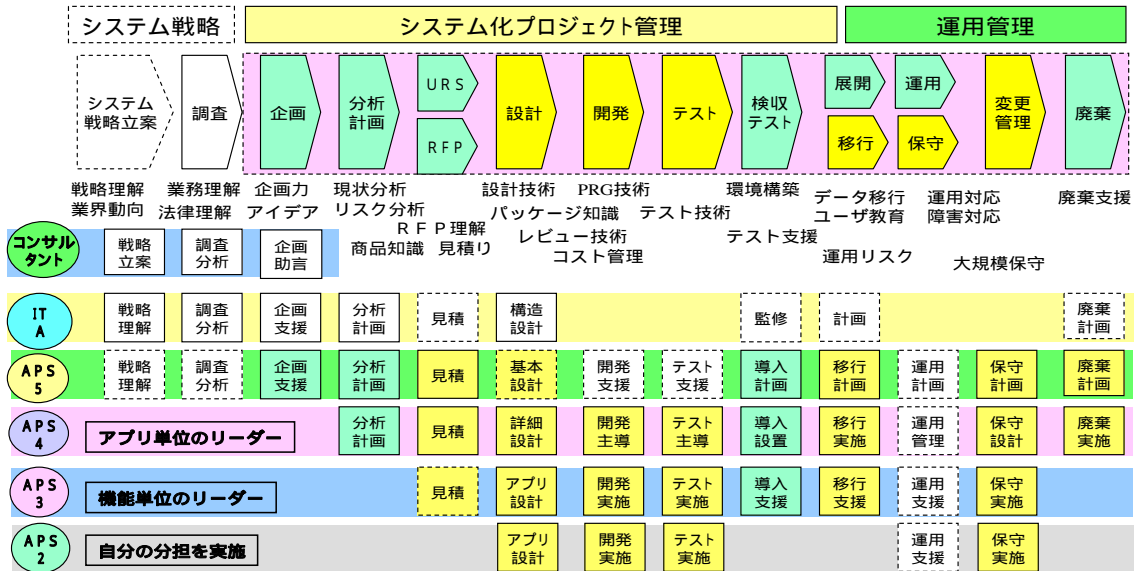 システム戦略
システム化プロジェクト管理
運用管理
システム
戦略立案
調査
企画
分析
計画
ＵＲＳ
ＲＦＰ
設計
開発
テスト
検収
テスト
展開
運用
移行
保守
変更
管理
廃棄
戦略理解
業界動向
業務理解
法律理解
企画力
アイデア
現状分析
リスク分析
ＲＦＰ理解
商品知識 見積り
設計技術
パッケージ知識
レビュー技術
コスト管理
PRG技術
テスト技術
環境構築
テスト支援
データ移行
ユーザ教育
運用リスク
運用対応
障害対応
大規模保守
廃棄支援
コンサル
タント
戦略
立案
調査
分析
企画
助言
IT
A
戦略
理解
調査
分析
企画
支援
分析
計画
見積
構造
設計
監修
計画
廃棄
計画
APS
5
戦略
理解
調査
分析
企画
支援
分析
計画
見積
基本
設計
開発
支援
テスト
支援
導入
計画
移行
計画
運用
計画
保守
計画
廃棄
計画
APS
4
アプリ単位のリーダー
分析
計画
見積
詳細
設計
開発
主導
テスト
主導
導入
設置
移行
実施
運用
管理
保守
設計
廃棄
実施
APS
3
機能単位のリーダー
見積
アプリ
設計
開発
実施
テスト
実施
導入
支援
移行
支援
運用
支援
保守
実施
APS
2
自分の分担を実施
アプリ
設計
開発
実施
テスト
実施
運用
支援
保守
実施